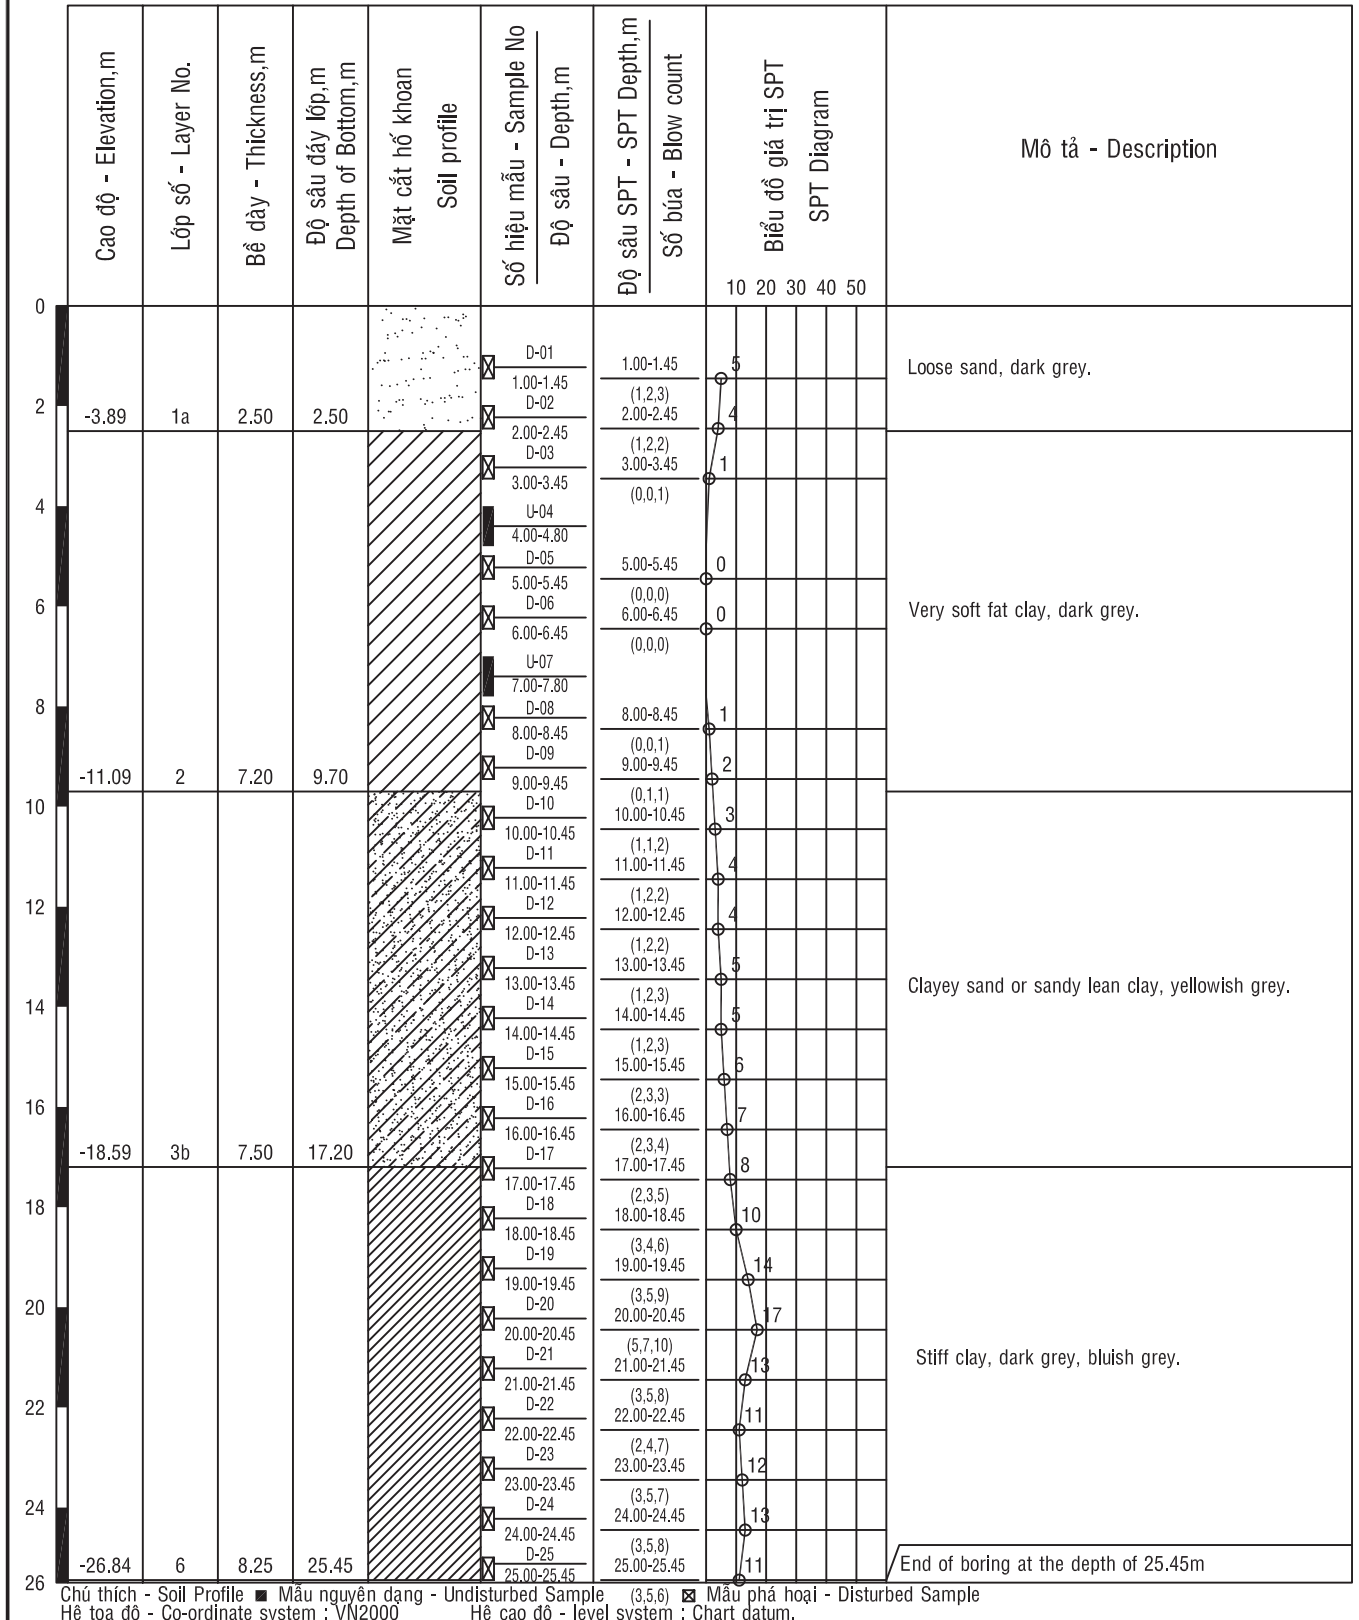 Cao độ - Elevation,m
Lớp số - Layer No.
Bề dày - Thickness,m
Độ sâu đáy lớp,m
Depth of Bottom,m
Mặt cắt hố khoan
Soil profile
Số hiệu mẫu - Sample No
Độ sâu - Depth,m
Độ sâu SPT - SPT Depth,m
Số búa - Blow count
Biểu đồ giá trị SPT
SPT Diagram
10 20 30 40 50
Mô tả - Description
0
D-01
1.00-1.45
1.00-1.45
(1,2,3)
5
Loose sand, dark grey.
2
-3.89 1a 2.50 2.50
D-02
2.00-2.45
2.00-2.45
(1,2,2)
4
D-03
3.00-3.45
3.00-3.45
(0,0,1)
1
4
U-04
4.00-4.80
D-05
5.00-5.45
5.00-5.45
(0,0,0)
0
6
D-06
6.00-6.45
6.00-6.45
(0,0,0)
0
Very soft fat clay, dark grey.
U-07
7.00-7.80
8
D-08
8.00-8.45
8.00-8.45
(0,0,1)
1
D-09
9.00-9.45
9.00-9.45
(0,1,1)
2
-11.09 2 7.20 9.70
10
D-10
10.00-10.45
10.00-10.45
(1,1,2)
3
D-11
11.00-11.45
11.00-11.45
(1,2,2)
4
12
D-12
12.00-12.45
12.00-12.45
(1,2,2)
4
D-13
13.00-13.45
13.00-13.45
(1,2,3)
5
Clayey sand or sandy lean clay, yellowish grey.
14
D-14
14.00-14.45
14.00-14.45
(1,2,3)
5
D-15
15.00-15.45
15.00-15.45
(2,3,3)
6
16
D-16
16.00-16.45
16.00-16.45
(2,3,4)
7
-18.59 3b 7.50 17.20
D-17
17.00-17.45
17.00-17.45
(2,3,5)
8
18
D-18
18.00-18.45
18.00-18.45
(3,4,6)
10
D-19
19.00-19.45
19.00-19.45
(3,5,9)
14
20
D-20
20.00-20.45
20.00-20.45
(5,7,10)
17
D-21
21.00-21.45
21.00-21.45
(3,5,8)
13
Stiff clay, dark grey, bluish grey.
22
D-22
22.00-22.45
22.00-22.45
(2,4,7)
11
D-23
23.00-23.45
23.00-23.45
(3,5,7)
12
24
D-24
24.00-24.45
24.00-24.45
(3,5,8)
13
-26.84 6 8.25 25.45
D-25
25.00-25.45
25.00-25.45
(3,5,6)
11
End of boring at the depth of 25.45m
26
Chú thích - Soil Profile Mẫu nguyên dạng - Undisturbed Sample Mẫu phá hoại - Disturbed Sample
Hệ tọa độ - Co-ordinate system : VN2000 Hệ cao độ - level system : Chart datum.